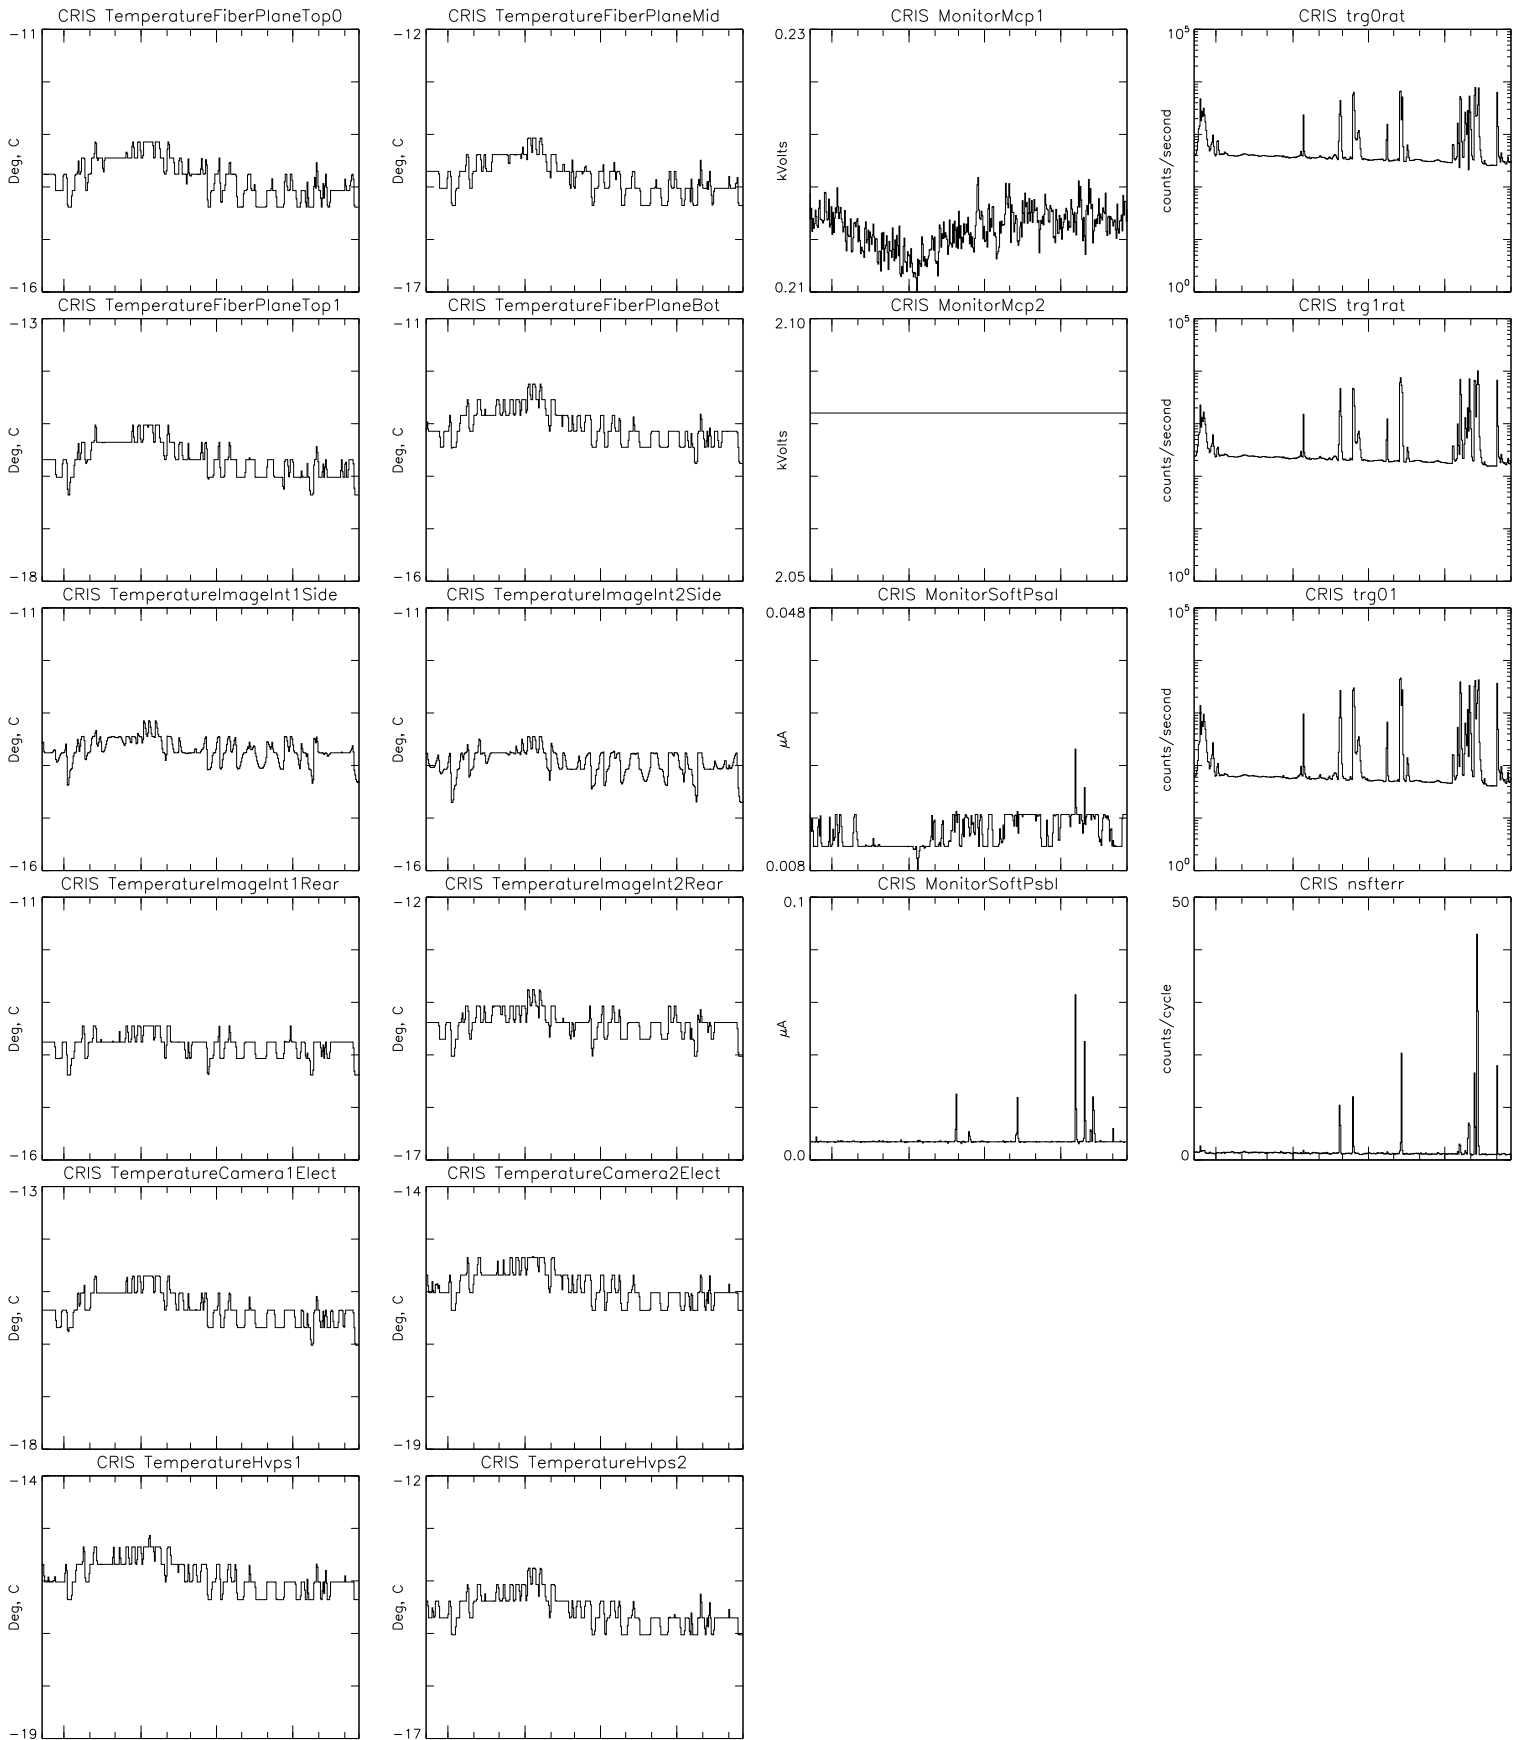 CRIS TemperatureFiberPlaneTop0
CRIS TemperatureFiberPlaneMid
CRIS MonitorMcp1
CRIS trg0rat
-11
Deg, C
-16
-12
Deg, C
-17
0.23
kVolts
0.21
10^5
counts/second
10^0
CRIS TemperatureFiberPlaneTop1
CRIS TemperatureFiberPlaneBot
CRIS MonitorMcp2
CRIS trg1rat
-13
Deg, C
-18
-11
Deg, C
-16
2.10
kVolts
2.05
10^5
counts/second
10^0
CRIS TemperatureImageInt1Side
CRIS TemperatureImageInt2Side
CRIS MonitorSoftPsaI
CRIS trg01
-11
Deg, C
-16
-11
Deg, C
-16
0.048
μA
0.008
10^5
counts/second
10^0
CRIS TemperatureImageInt1Rear
CRIS TemperatureImageInt2Rear
CRIS MonitorSoftPsbI
CRIS nsfterr
-11
Deg, C
-16
-12
Deg, C
-17
0.1
μA
0.0
50
counts/cycle
0
CRIS TemperatureCamera1Elect
CRIS TemperatureCamera2Elect
-13
Deg, C
-18
-14
Deg, C
-19
CRIS TemperatureHvps1
CRIS TemperatureHvps2
-14
Deg, C
-19
-12
Deg, C
-17